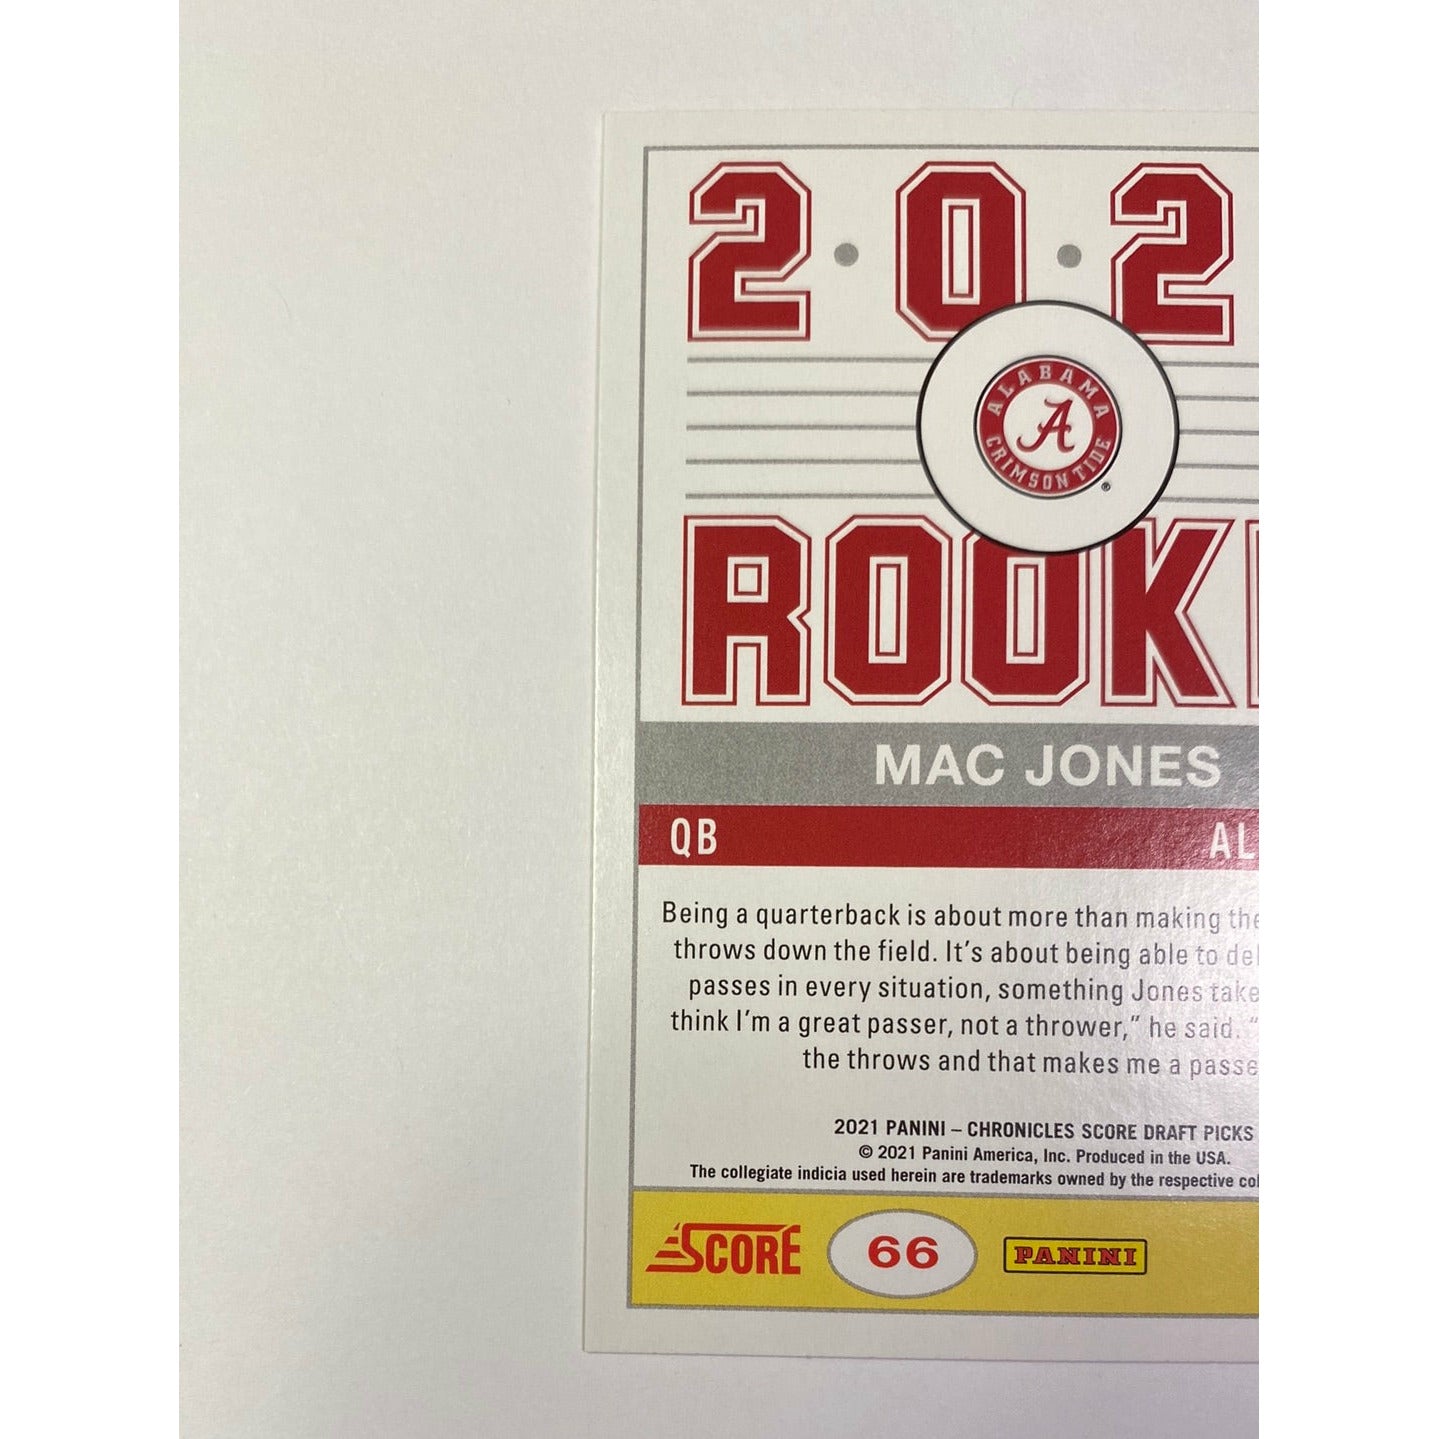 2·0·2
ALABAMA
A
CRIMSON TIDE
®
ROOK
MAC JONES
QB AL
Being a quarterback is about more than making the
throws down the field. It's about being able to del
passes in every situation, something Jones take
think I'm a great passer, not a thrower," he said. "
the throws and that makes me a passe
2021 PANINI – CHRONICLES SCORE DRAFT PICKS
© 2021 Panini America, Inc. Produced in the USA.
The collegiate indicia used herein are trademarks owned by the respective col
SCORE 66 PANINI